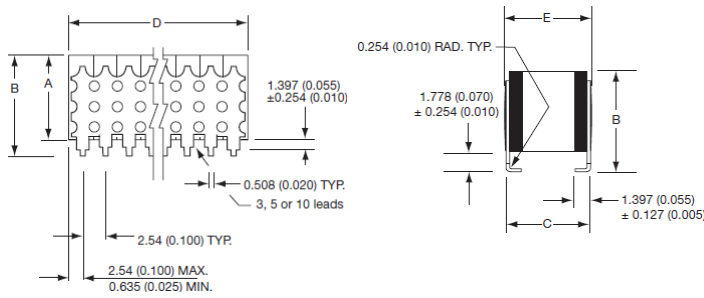 D
E
B
A
0.254 (0.010) RAD. TYP.
1.397 (0.055)
±0.254 (0.010)
1.778 (0.070)
± 0.254 (0.010)
B
0.508 (0.020) TYP.
3, 5 or 10 leads
1.397 (0.055)
± 0.127 (0.005)
C
2.54 (0.100) TYP.
2.54 (0.100) MAX.
0.635 (0.025) MIN.